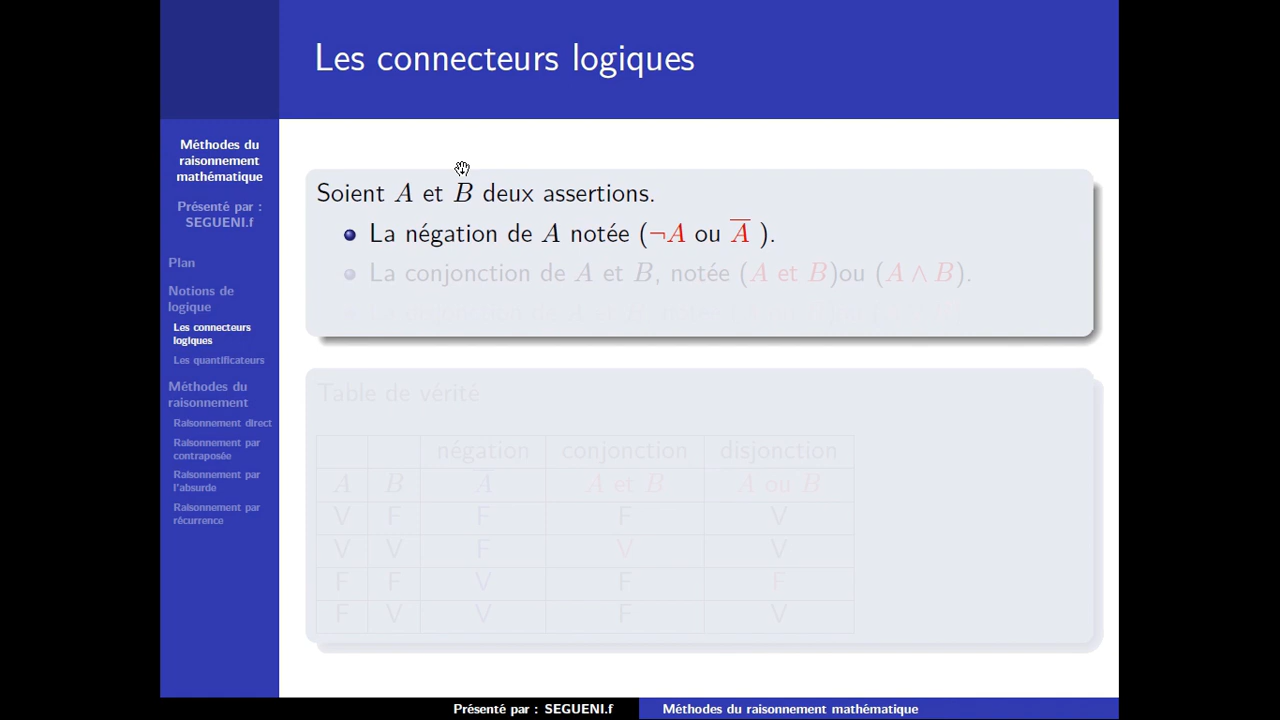 Les connecteurs logiques
Méthodes du
raisonnement
mathématique
Présenté par :
SEGUENI.f
Plan
Notions de
logique
Les connecteurs
logiques
Les quantificateurs
Méthodes du
raisonnement
Raisonnement direct
Raisonnement par
contraposée
Raisonnement par
l'absurde
Raisonnement par
récurrence
Soient A et B deux assertions.
La négation de A notée (¬A ou A̅ ).
La conjonction de A et B, notée (A et B)ou (A ∧ B).
Table de vérité
négation conjonction disjonction
A B A̅ A et B A ou B
V F F F V
V V F V V
F F V F F
F V V F V
Présenté par : SEGUENI.f Méthodes du raisonnement mathématique